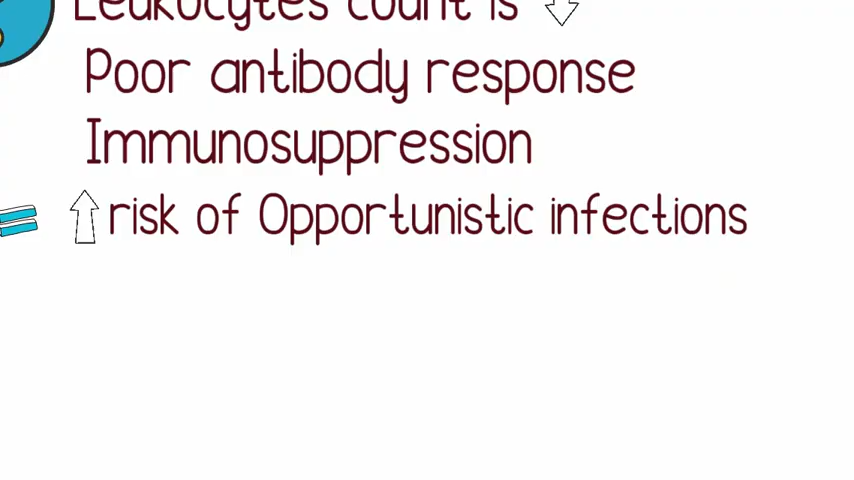 Leukocytes count is
Poor antibody response
Immunosuppression
risk of Opportunistic infections